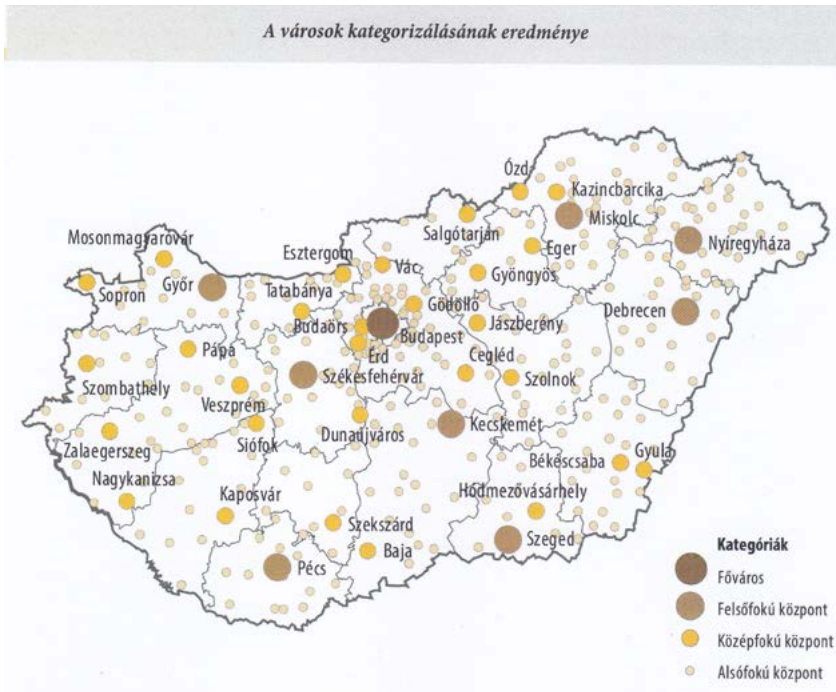 A városok kategorizálásának eredménye
Ózd
Kazincbarcika
Miskolc
Salgótarján
Nyíregyháza
Mosonmagyaróvár
Esztergom
Vác
Eger
Gyöngyös
Sopron
Győr
Tatabánya
Gödöllő
Debrecen
Budaörs
Budapest
Jászberény
Pápa
Érd
Cegléd
Szombathely
Székesfehérvár
Szolnok
Veszprém
Dunaújváros
Kecskemét
Zalaegerszeg
Siófok
Békéscsaba
Gyula
Nagykanizsa
Kaposvár
Hódmezővásárhely
Szekszárd
Szeged
Baja
Pécs
Kategóriák
Főváros
Felsőfokú központ
Középfokú központ
Alsófokú központ